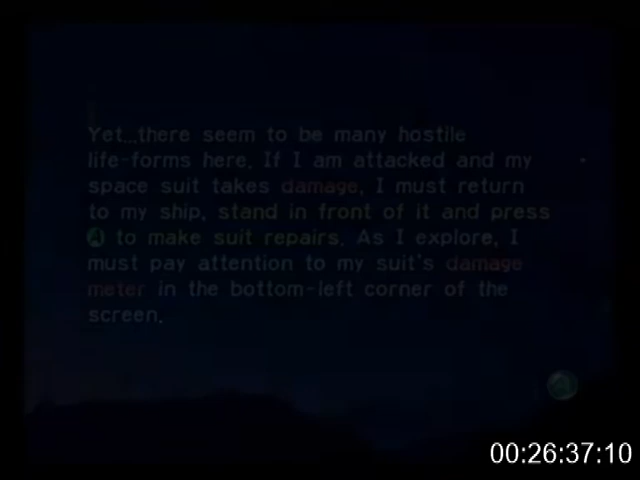 Yet...there seem to be many hostile
life-forms here. If I am attacked and my
space suit takes damage, I must return
to my ship, stand in front of it and press
A to make suit repairs. As I explore, I
must pay attention to my suit's damage
meter in the bottom-left corner of the
screen.
A
00:26:37:10